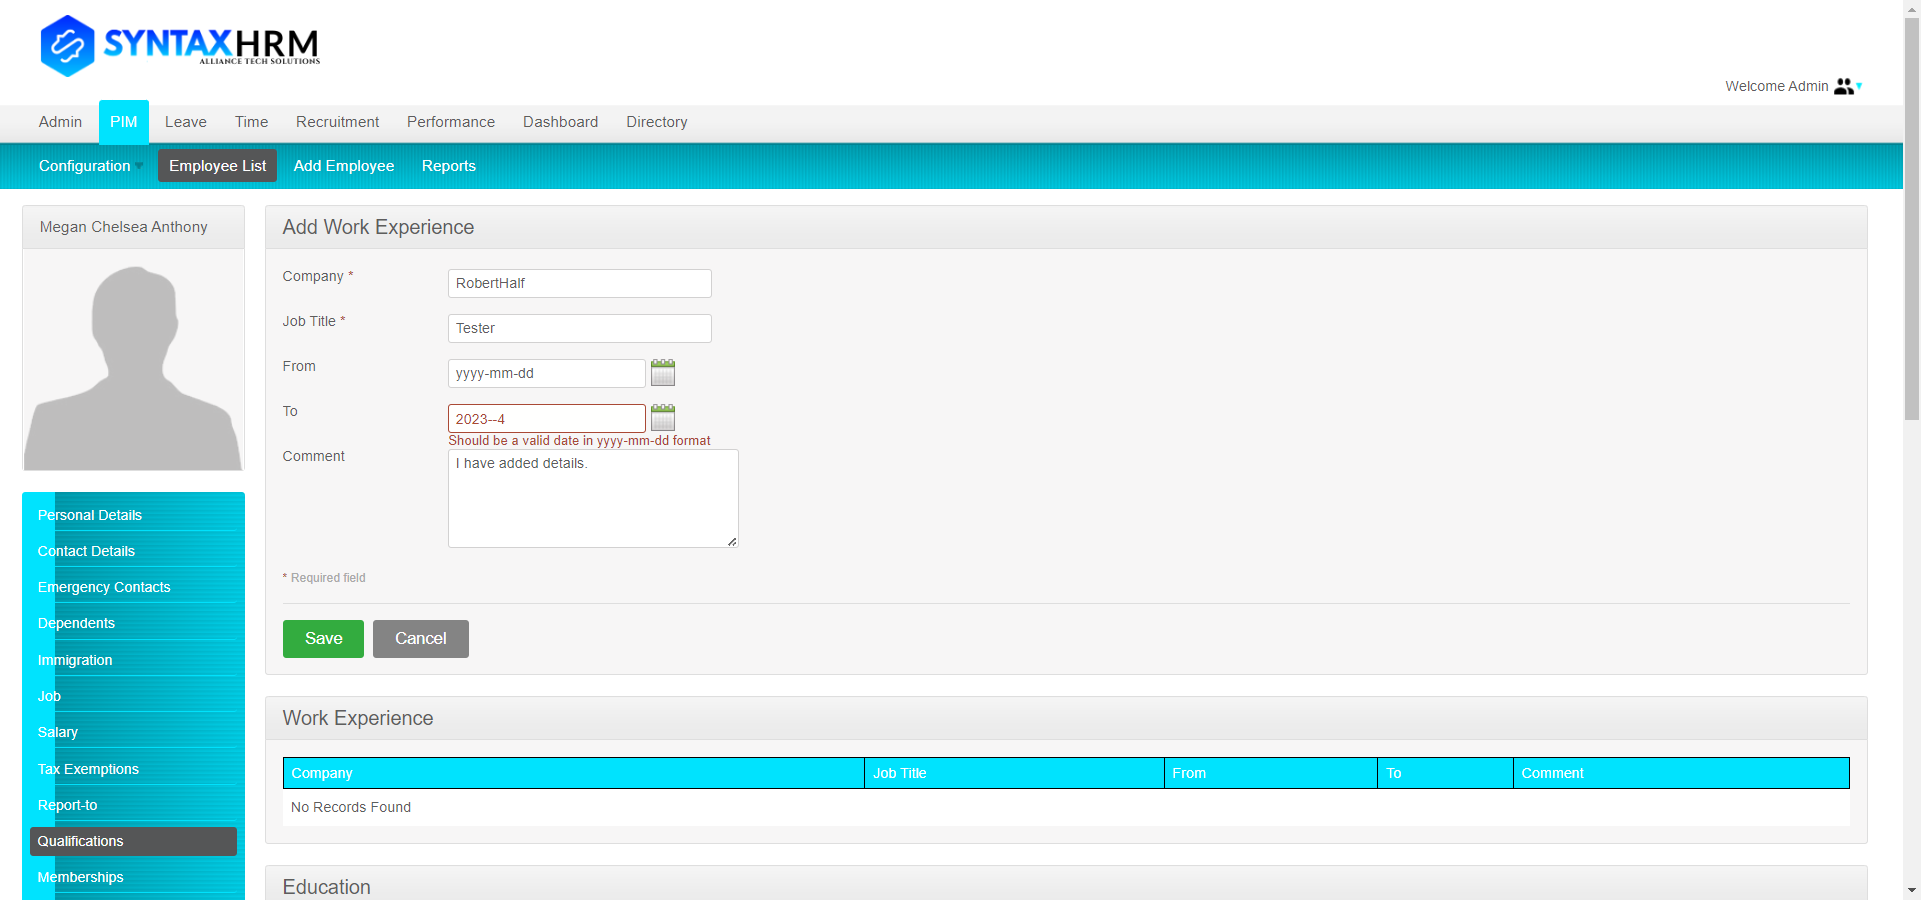 SYNTAXHRM
ALLIANCE TECH SOLUTIONS
Welcome Admin
Admin PIM Leave Time Recruitment Performance Dashboard Directory
Configuration Employee List Add Employee Reports
Megan Chelsea Anthony
Add Work Experience
Company *
RobertHalf
Job Title *
Tester
From
yyyy-mm-dd
To
2023--4
Should be a valid date in yyyy-mm-dd format
Comment
I have added details.
* Required field
Save Cancel
Personal Details
Contact Details
Emergency Contacts
Dependents
Immigration
Job
Salary
Tax Exemptions
Report-to
Qualifications
Memberships
Work Experience
Company Job Title From To Comment
No Records Found
Education